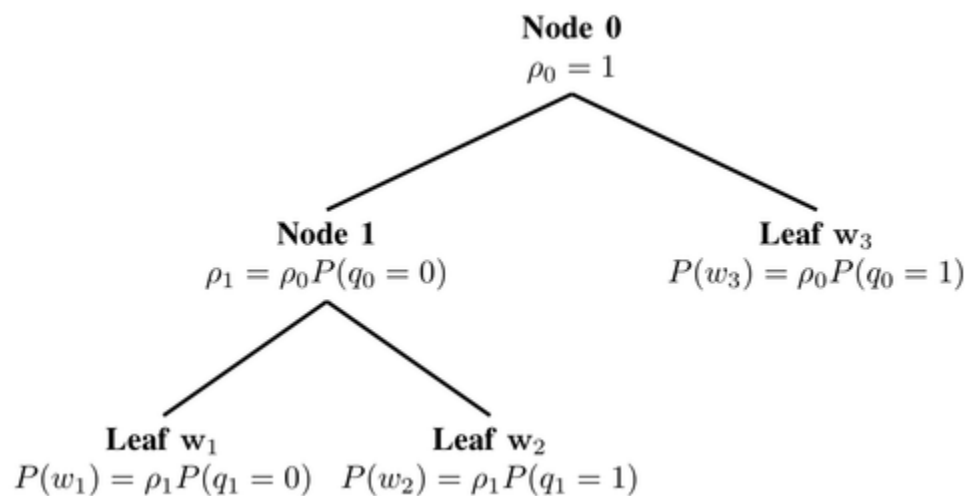 Node 0
ρ₀ = 1
Node 1
ρ₁ = ρ₀P(q₀ = 0)
Leaf w₃
P(w₃) = ρ₀P(q₀ = 1)
Leaf w₁
P(w₁) = ρ₁P(q₁ = 0)
Leaf w₂
P(w₂) = ρ₁P(q₁ = 1)